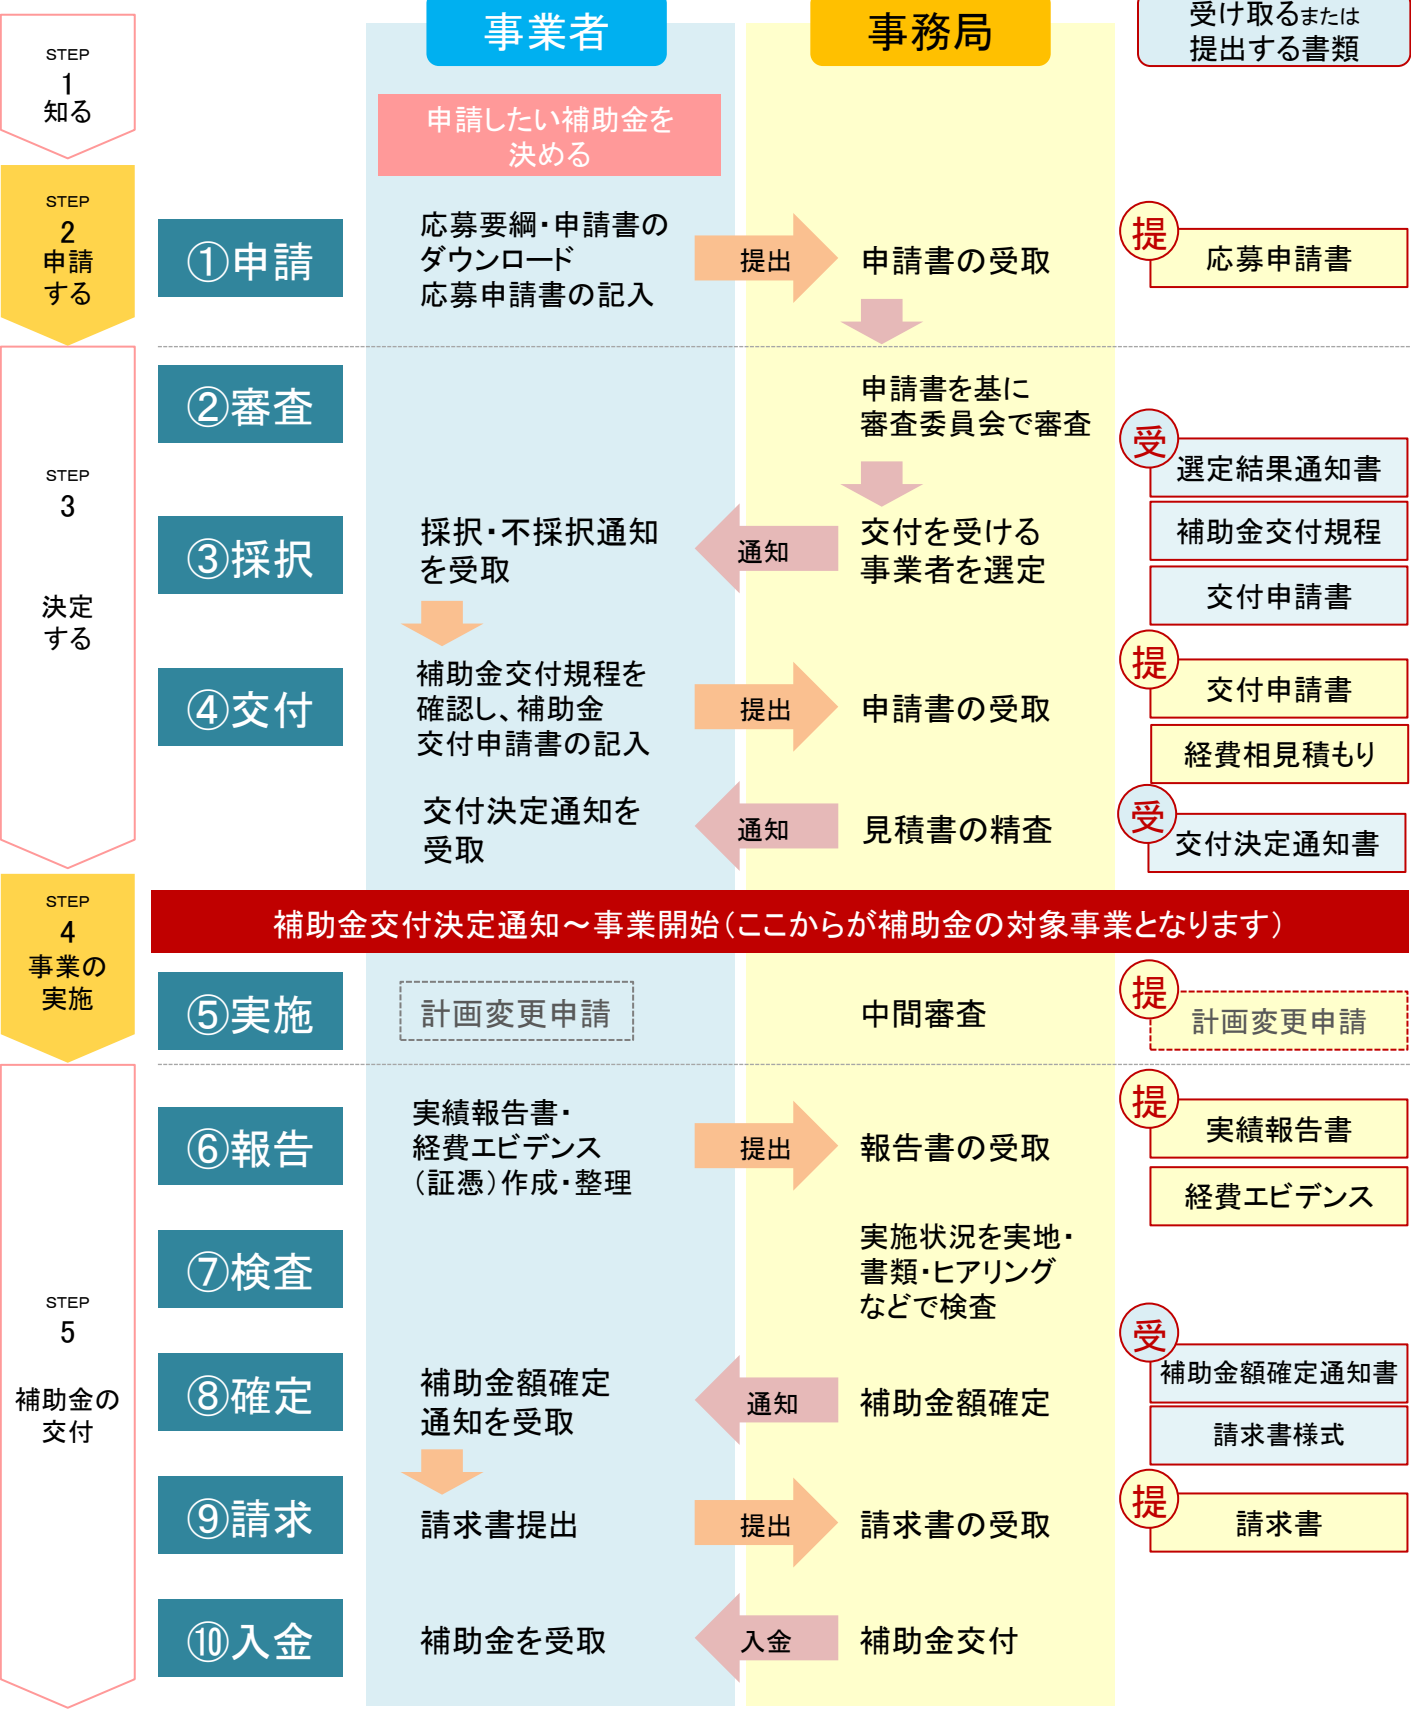 事業者
事務局
受け取るまたは
提出する書類
STEP
1
知る
申請したい補助金を
決める
STEP
2
申請
する
①申請
応募要綱・申請書の
ダウンロード
応募申請書の記入
提出
申請書の受取
提
応募申請書
STEP
3
決定
する
②審査
申請書を基に
審査委員会で審査
受
選定結果通知書
補助金交付規程
交付申請書
③採択
採択・不採択通知
を受取
通知
交付を受ける
事業者を選定
④交付
補助金交付規程を
確認し、補助金
交付申請書の記入
提出
申請書の受取
提
交付申請書
経費相見積もり
交付決定通知を
受取
通知
見積書の精査
受
交付決定通知書
STEP
4
事業の
実施
補助金交付決定通知～事業開始（ここからが補助金の対象事業となります）
⑤実施
計画変更申請
中間審査
提
計画変更申請
STEP
5
補助金の
交付
⑥報告
実績報告書・
経費エビデンス
（証憑）作成・整理
提出
報告書の受取
提
実績報告書
経費エビデンス
⑦検査
実施状況を実地・
書類・ヒアリング
などで検査
⑧確定
補助金額確定
通知を受取
通知
補助金額確定
受
補助金額確定通知書
請求書様式
⑨請求
請求書提出
提出
請求書の受取
提
請求書
⑩入金
補助金を受取
入金
補助金交付